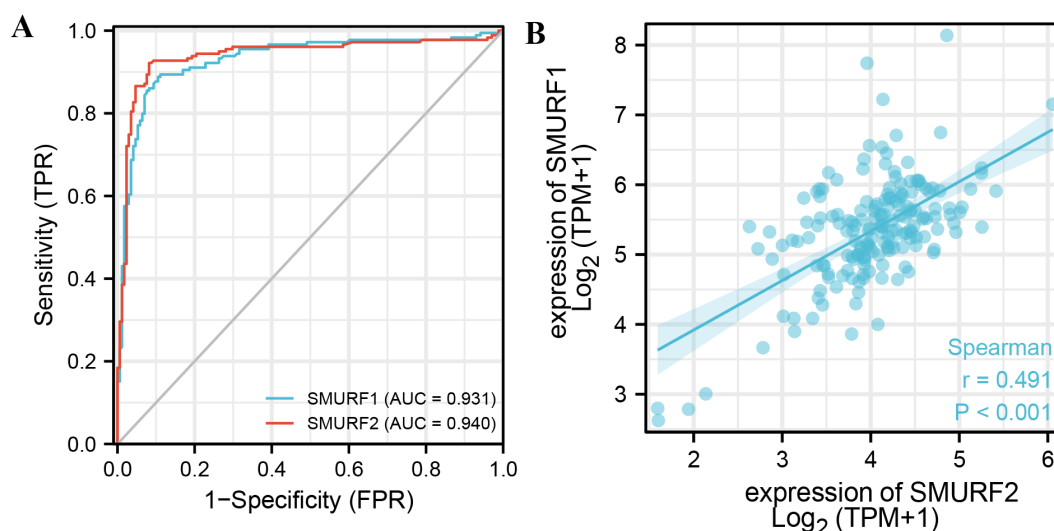 A
Sensitivity (TPR)
1.0
0.8
0.6
0.4
0.2
0.0
SMURF1 (AUC = 0.931)
SMURF2 (AUC = 0.940)
0.0 0.2 0.4 0.6 0.8 1.0
1−Specificity (FPR)
B
expression of SMURF1
Log2 (TPM+1)
8
7
6
5
4
3
Spearman
r = 0.491
P < 0.001
2 3 4 5 6
expression of SMURF2
Log2 (TPM+1)